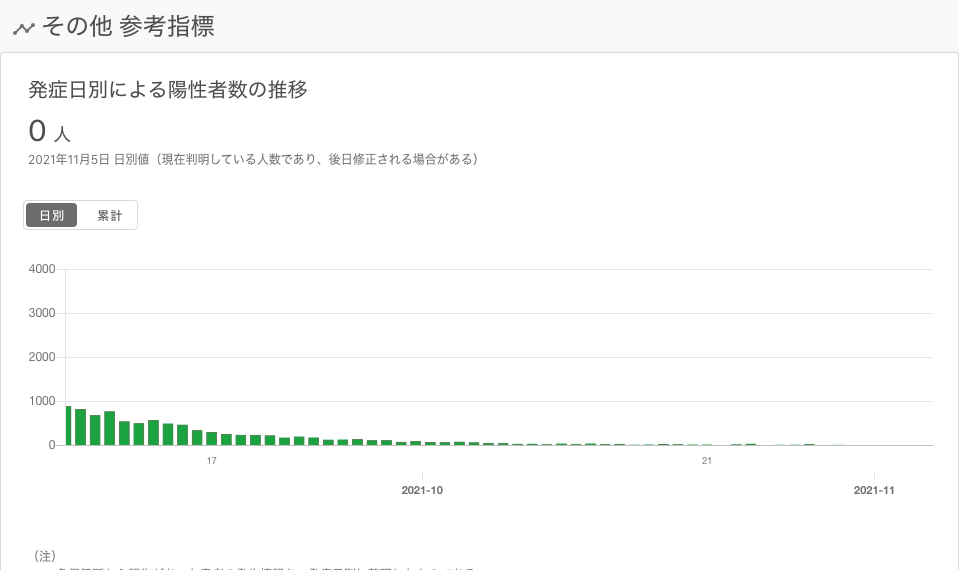 その他 参考指標
発症日別による陽性者数の推移
0 人
2021年11月5日 日別値（現在判明している人数であり、後日修正される場合がある）
日別 累計
4000
3000
2000
1000
0
17 21
2021-10 2021-11
（注）